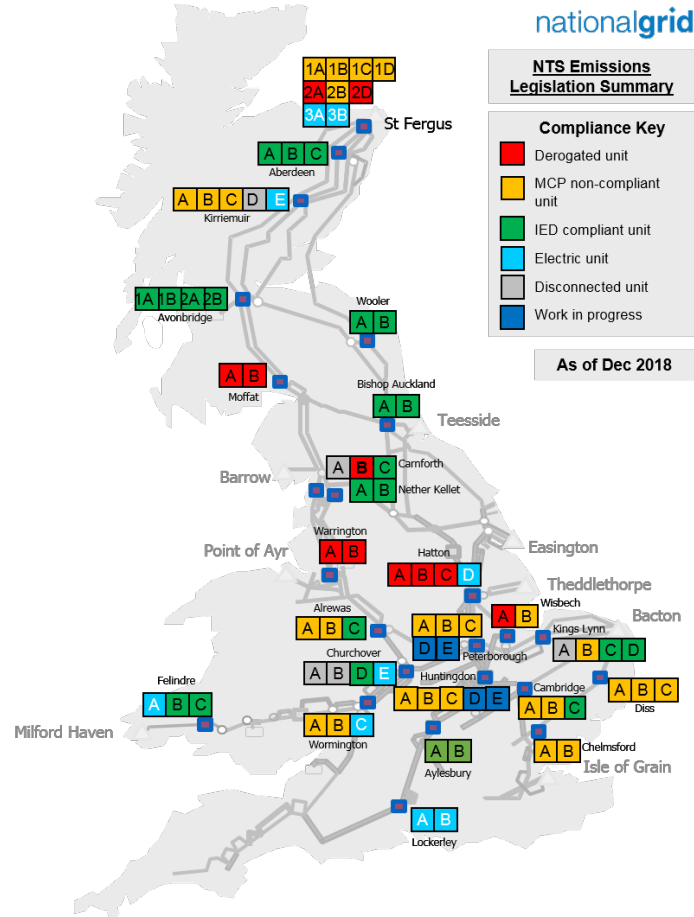 nationalgrid
NTS Emissions
Legislation Summary
Compliance Key
Derogated unit
MCP non-compliant
unit
IED compliant unit
Electric unit
Disconnected unit
Work in progress
As of Dec 2018
1A 1B 1C 1D
2A 2B 2D
3A 3B
St Fergus
A B C
Aberdeen
A B C D E
Kirriemuir
1A 1B 2A 2B
Avonbridge
Wooler
A B
A B
Moffat
Bishop Auckland
A B
Teesside
A B C Carnforth
A B Nether Kellet
Barrow
Warrington
A B
Point of Ayr
Hatton
A B C D
Easington
Theddlethorpe
Wisbech
A B
Alrewas
A B C
A B C
D E
Peterborough
Kings Lynn
A B C D
Bacton
Churchover
A B D E
Huntingdon
A B C D E
Cambridge
A B C
A B C
Diss
Felindre
A B C
Milford Haven
A B C
Wormington
A B
Aylesbury
A B Chelmsford
Isle of Grain
A B
Lockerley